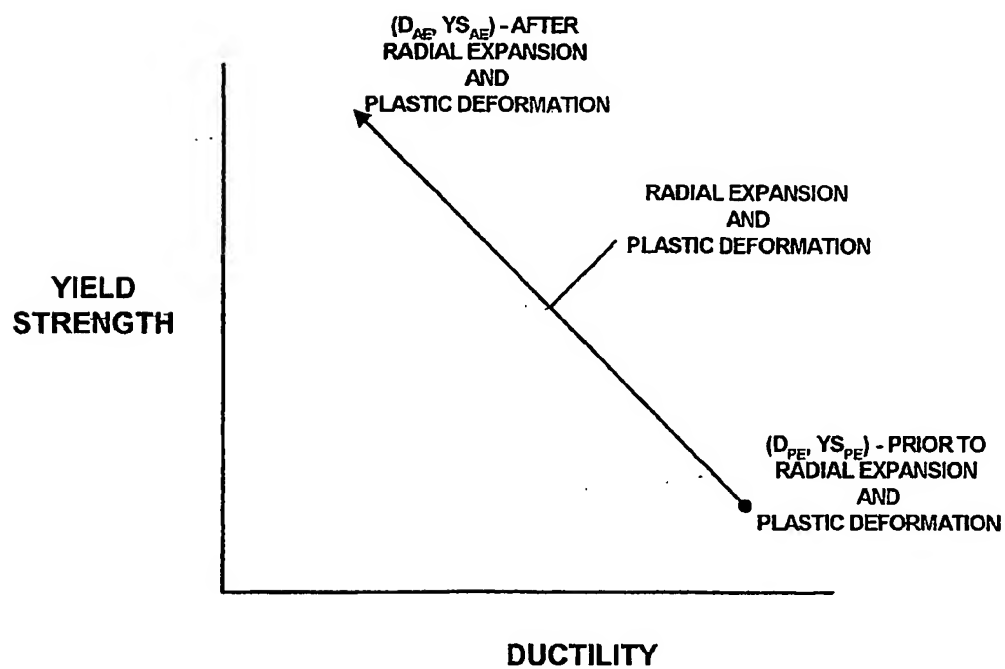 (D_AE, YS_AE) - AFTER
RADIAL EXPANSION
AND
PLASTIC DEFORMATION
RADIAL EXPANSION
AND
PLASTIC DEFORMATION
YIELD
STRENGTH
(D_PE, YS_PE) - PRIOR TO
RADIAL EXPANSION
AND
PLASTIC DEFORMATION
DUCTILITY